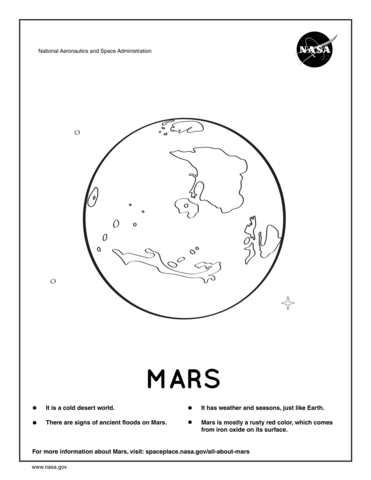 National Aeronautics and Space Administration
NASA
MARS
It is a cold desert world.
There are signs of ancient floods on Mars.
It has weather and seasons, just like Earth.
Mars is mostly a rusty red color, which comes
from iron oxide on its surface.
For more information about Mars, visit: spaceplace.nasa.gov/all-about-mars
www.nasa.gov